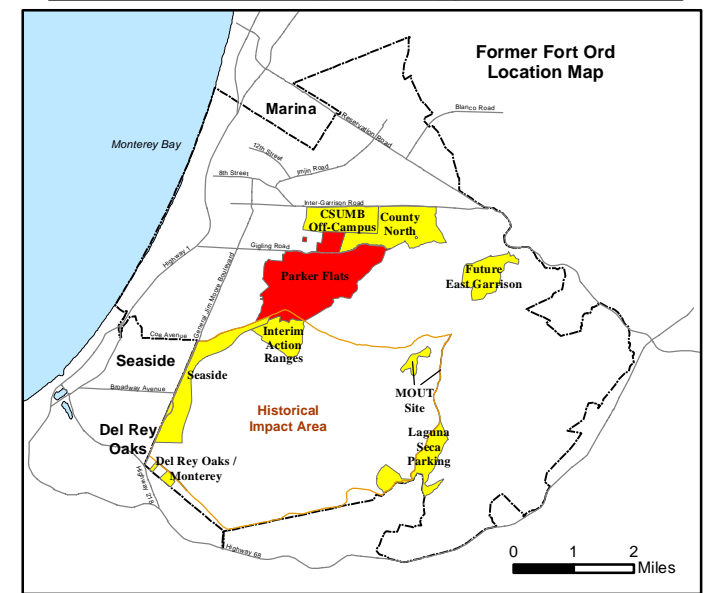 Former Fort Ord
Location Map
Marina
Blanco Road
Reservation Road
Monterey Bay
12th Street
Imjin Road
8th Street
Inter-Garrison Road
CSUMB
Off-Campus
County
North
Gigling Road
Highway 1
General Jim Moore Boulevard
Parker Flats
Future
East Garrison
Coe Avenue
Interim
Action
Ranges
Seaside
Seaside
Broadway Avenue
MOUT
Site
Historical
Impact Area
Del Rey
Oaks
Laguna
Seca
Parking
Del Rey Oaks /
Monterey
Highway 218
Highway 68
0 1 2
Miles